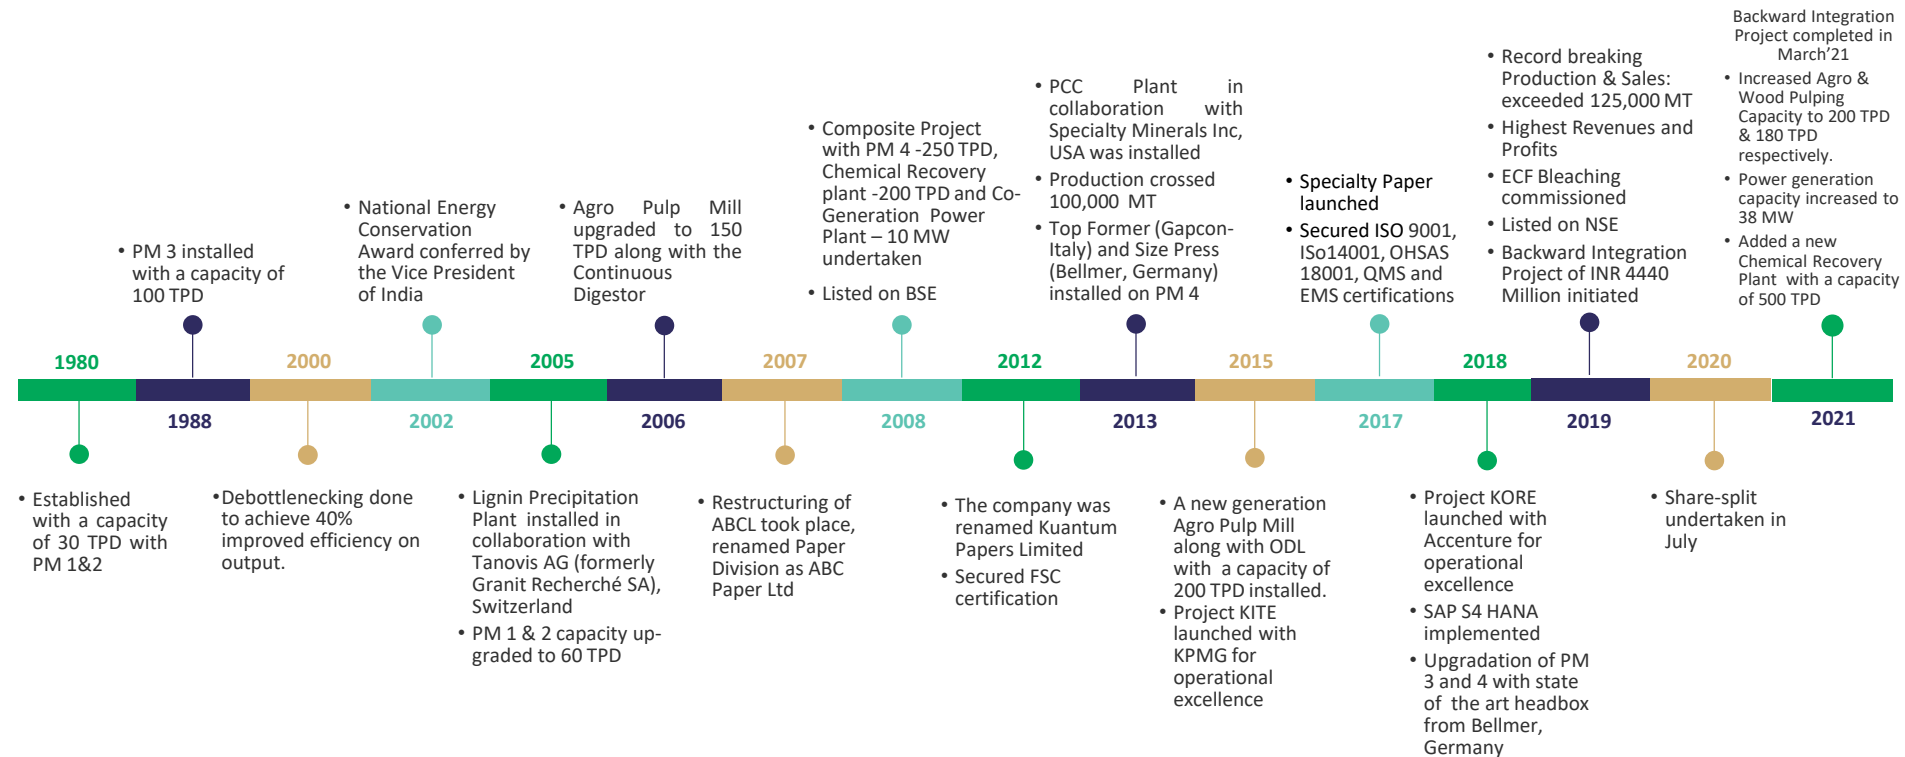 1980
• Established
with a capacity
of 30 TPD with
PM 1&2
• PM 3 installed
with a capacity of
100 TPD
1988
2000
•Debottlenecking done
to achieve 40%
improved efficiency on
output.
• National Energy
Conservation
Award conferred by
the Vice President
of India
2002
2005
• Lignin Precipitation
Plant installed in
collaboration with
Tanovis AG (formerly
Granit Recherché SA),
Switzerland
• PM 1 & 2 capacity up-
graded to 60 TPD
• Agro Pulp Mill
upgraded to 150
TPD along with the
Continuous
Digestor
2006
2007
• Restructuring of
ABCL took place,
renamed Paper
Division as ABC
Paper Ltd
• Composite Project
with PM 4 -250 TPD,
Chemical Recovery
plant -200 TPD and Co-
Generation Power
Plant – 10 MW
undertaken
• Listed on BSE
2008
2012
• The company was
renamed Kuantum
Papers Limited
• Secured FSC
certification
• PCC Plant in
collaboration with
Specialty Minerals Inc,
USA was installed
• Production crossed
100,000 MT
• Top Former (Gapcon-
Italy) and Size Press
(Bellmer, Germany)
installed on PM 4
2013
2015
• A new generation
Agro Pulp Mill
along with ODL
with a capacity of
200 TPD installed.
• Project KITE
launched with
KPMG for
operational
excellence
• Specialty Paper
launched
• Secured ISO 9001,
ISo14001, OHSAS
18001, QMS and
EMS certifications
2017
2018
• Project KORE
launched with
Accenture for
operational
excellence
• SAP S4 HANA
implemented
• Upgradation of PM
3 and 4 with state
of the art headbox
from Bellmer,
Germany
• Record breaking
Production & Sales:
exceeded 125,000 MT
• Highest Revenues and
Profits
• ECF Bleaching
commissioned
• Listed on NSE
• Backward Integration
Project of INR 4440
Million initiated
2019
2020
• Share-split
undertaken in
July
Backward Integration
Project completed in
March'21
• Increased Agro &
Wood Pulping
Capacity to 200 TPD
& 180 TPD
respectively.
• Power generation
capacity increased to
38 MW
• Added a new
Chemical Recovery
Plant with a capacity
of 500 TPD
2021